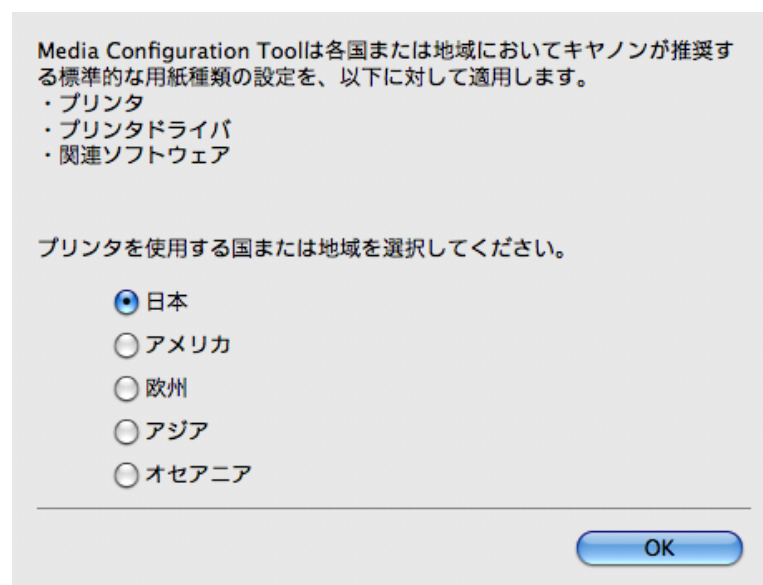 Media Configuration Toolは各国または地域においてキヤノンが推奨す
る標準的な用紙種類の設定を、以下に対して適用します。
・プリンタ
・プリンタドライバ
・関連ソフトウェア
プリンタを使用する国または地域を選択してください。
日本
アメリカ
欧州
アジア
オセアニア
OK